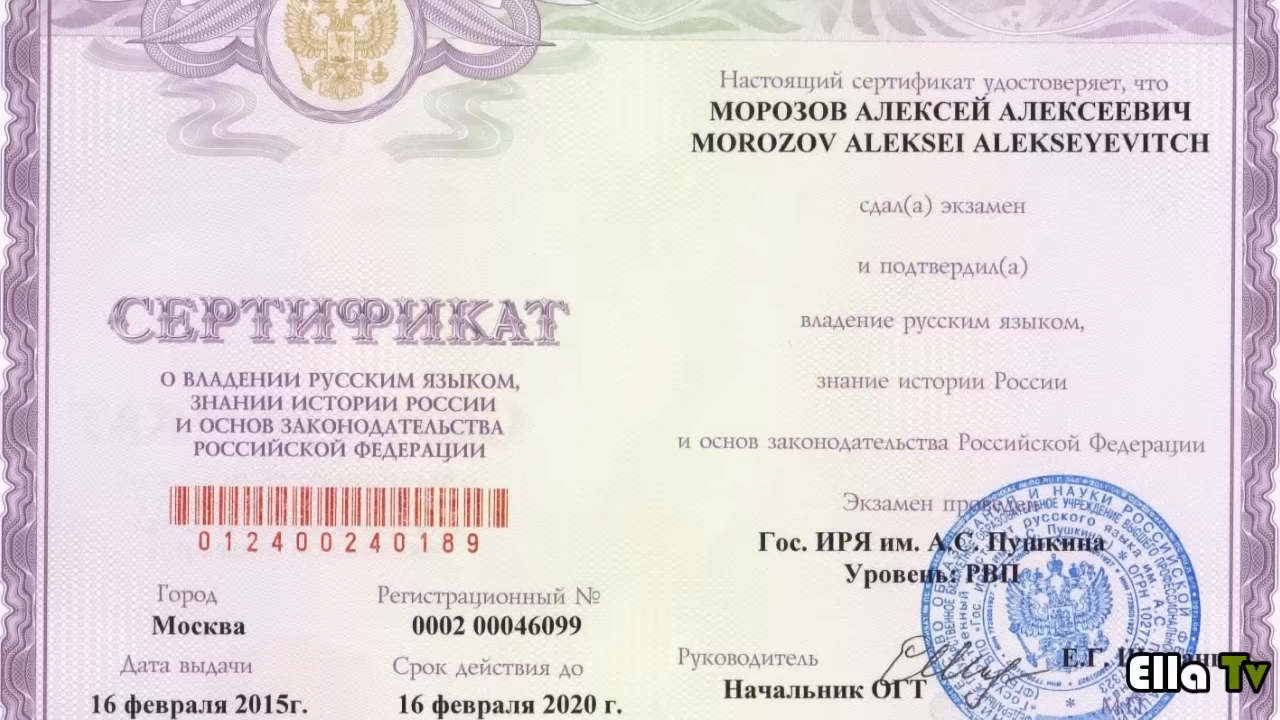 СЕРТИФИКАТ
О ВЛАДЕНИИ РУССКИМ ЯЗЫКОМ,
ЗНАНИИ ИСТОРИИ РОССИИ
И ОСНОВ ЗАКОНОДАТЕЛЬСТВА
РОССИЙСКОЙ ФЕДЕРАЦИИ
012400240189
Город
Москва
Регистрационный №
0002 00046099
Дата выдачи
16 февраля 2015г.
Срок действия до
16 февраля 2020 г.
Настоящий сертификат удостоверяет, что
МОРОЗОВ АЛЕКСЕЙ АЛЕКСЕЕВИЧ
MOROZOV ALEKSEI ALEKSEYEVITCH
сдал(а) экзамен
и подтвердил(а)
владение русским языком,
знание истории России
и основ законодательства Российской Федерации
Экзамен проведен
Гос. ИРЯ им. А.С. Пушкина
Уровень: РВП
Руководитель
Начальник ОГТ
Е.Г.
М.П.
Ella Tv